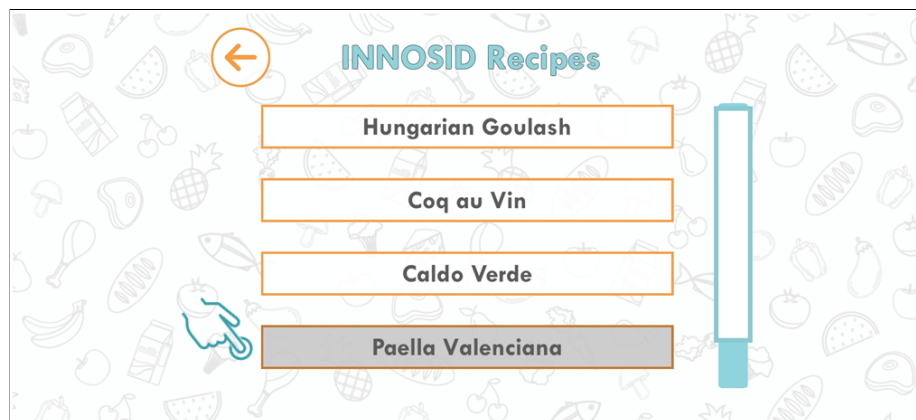 INNOSID Recipes
Hungarian Goulash
Coq au Vin
Caldo Verde
Paella Valenciana